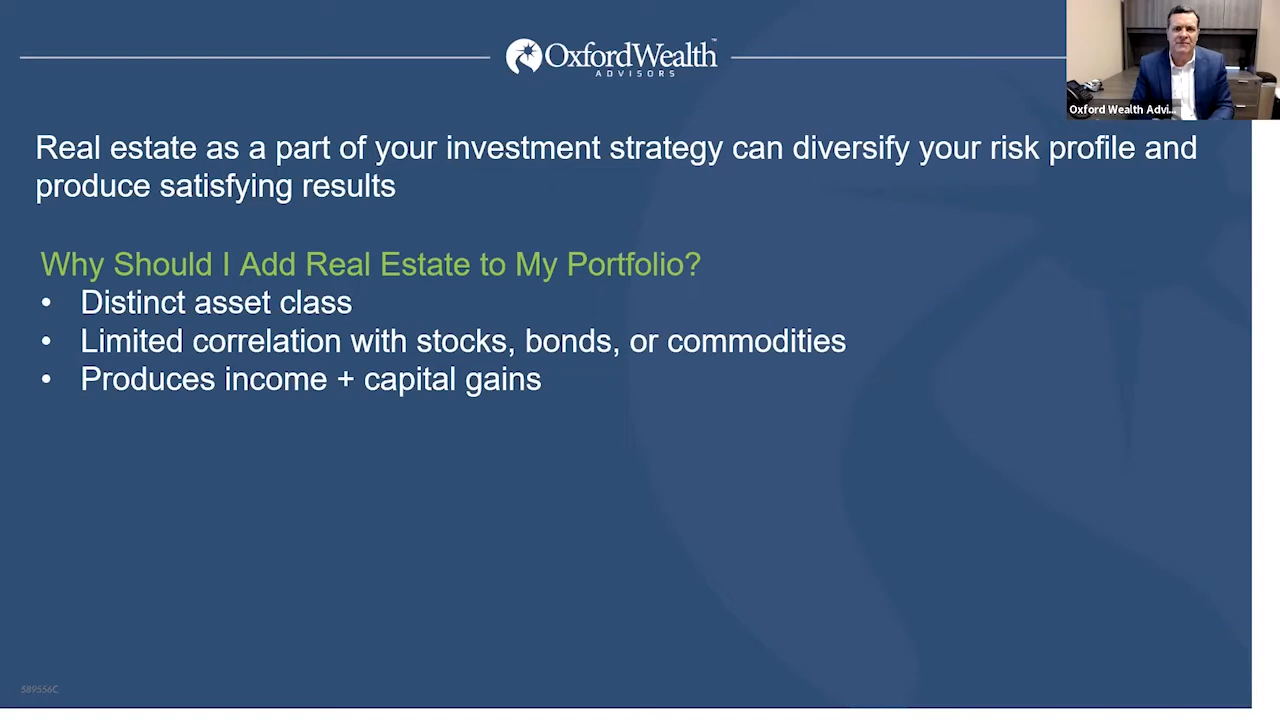 OxfordWealth™
ADVISORS
Oxford Wealth Advi...
Real estate as a part of your investment strategy can diversify your risk profile and
produce satisfying results
Why Should I Add Real Estate to My Portfolio?
• Distinct asset class
• Limited correlation with stocks, bonds, or commodities
• Produces income + capital gains
589556C